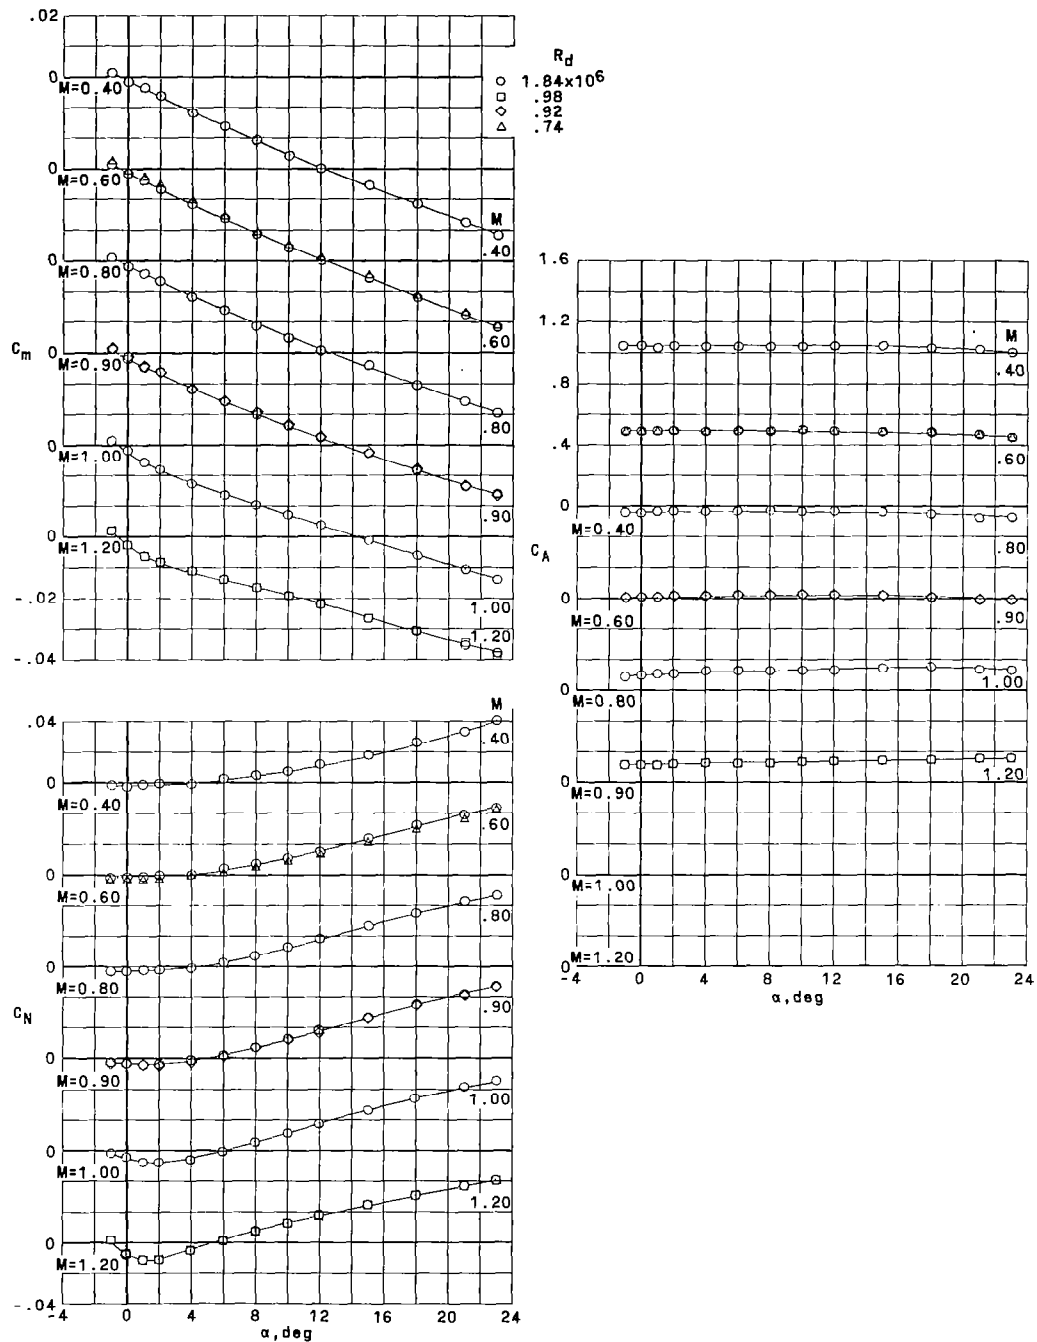 .02
0
M=0.40
R_d
○ 1.84×10⁶
□ .98
◇ .92
△ .74
0
M=0.60
M
.40
0
M=0.80
.60
C_m
0
M=0.90
.80
0
M=1.00
.90
0
M=1.20
-.02
1.00
1.20
-.04
M
.04
.40
0
M=0.40
.60
0
M=0.60
.80
0
M=0.80
.90
C_N
0
M=0.90
1.00
0
M=1.00
1.20
0
M=1.20
-.04
-4 0 4 8 12 16 20 24
α,deg
1.6
1.2
M
.40
.8
.4
.60
0
M=0.40
.80
C_A
0
M=0.60
.90
1.00
0
M=0.80
1.20
0
M=0.90
0
M=1.00
0
M=1.20
-4 0 4 8 12 16 20 24
α,deg